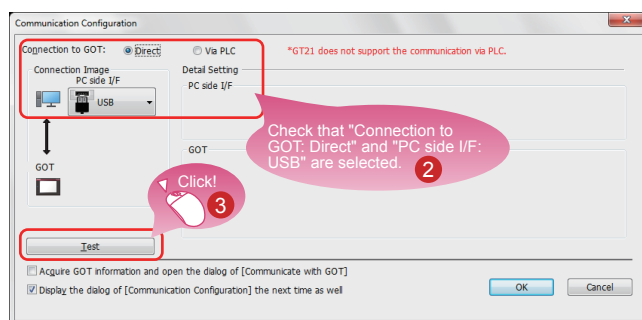 Communication Configuration
Connection to GOT: Direct Via PLC *GT21 does not support the communication via PLC.
Connection Image
PC side I/F
USB
Detail Setting
PC side I/F
Check that "Connection to
GOT: Direct" and "PC side I/F:
USB" are selected.
2
GOT
GOT
Click!
3
Test
Acquire GOT information and open the dialog of [Communicate with GOT]
Display the dialog of [Communication Configuration] the next time as well
OK
Cancel